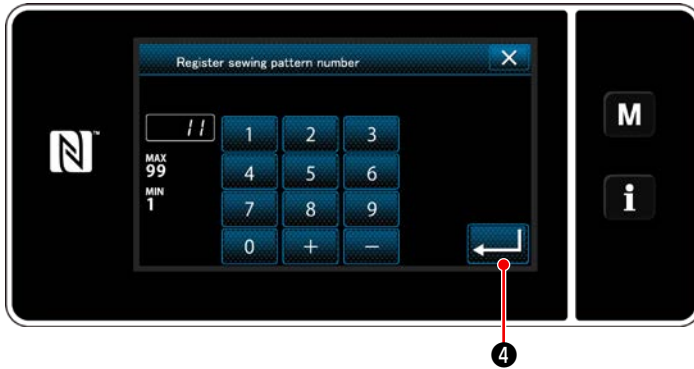 Register sewing pattern number
11
MAX
99
MIN
1
1 2 3
4 5 6
7 8 9
0 + −
M
i
4